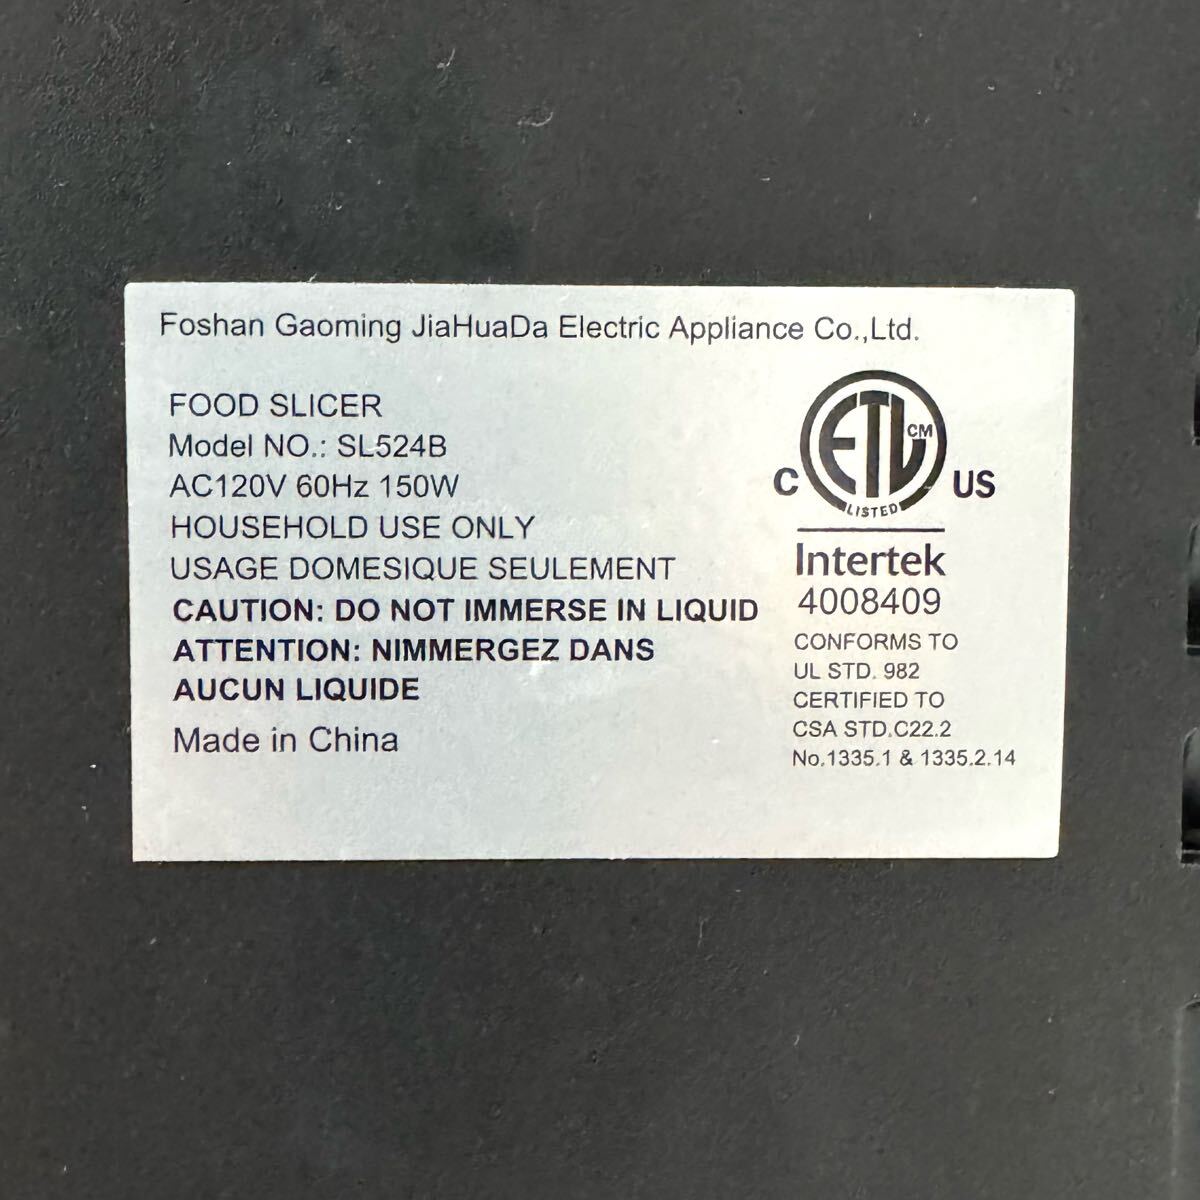 Foshan Gaoming JiaHuaDa Electric Appliance Co.,Ltd.
FOOD SLICER
Model NO.: SL524B
AC120V 60Hz 150W
HOUSEHOLD USE ONLY
USAGE DOMESIQUE SEULEMENT
CAUTION: DO NOT IMMERSE IN LIQUID
ATTENTION: NIMMERGEZ DANS
AUCUN LIQUIDE
Made in China
ETL CM
LISTED
C US
Intertek
4008409
CONFORMS TO
UL STD. 982
CERTIFIED TO
CSA STD.C22.2
No.1335.1 & 1335.2.14